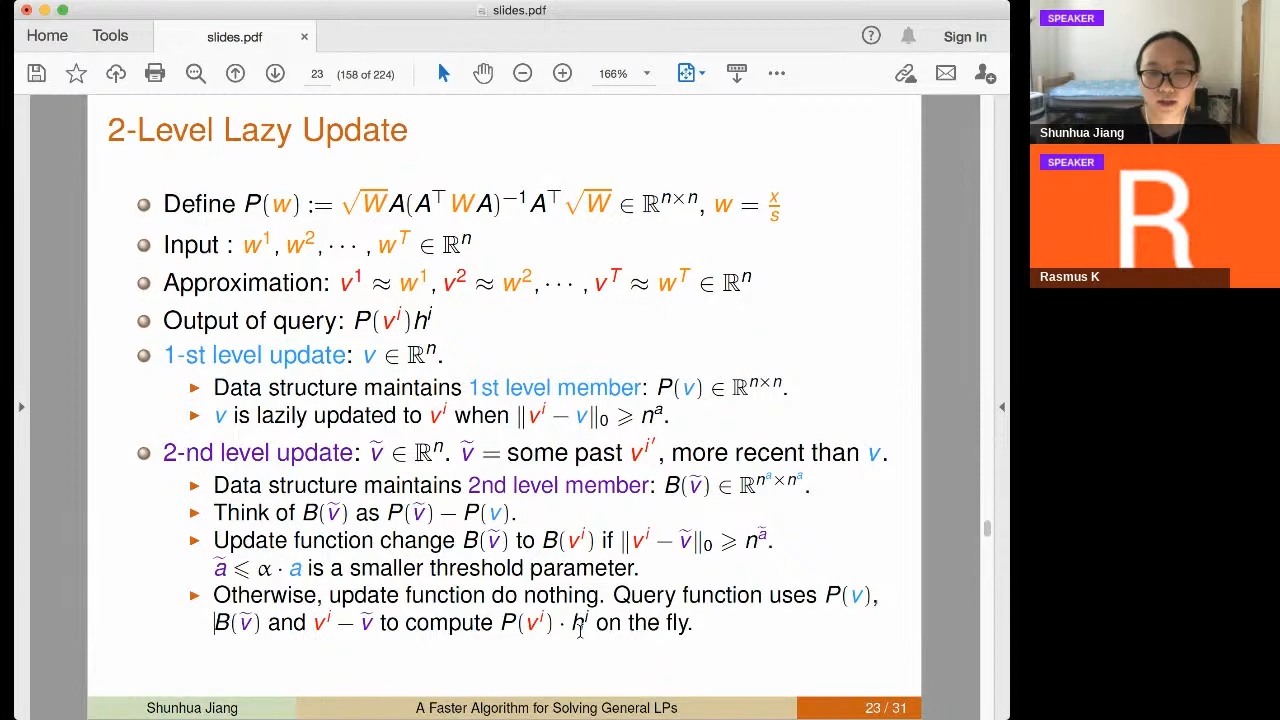 slides.pdf
Home Tools slides.pdf × Sign In
23 (158 of 224) 166%
2-Level Lazy Update
Define P(w) := √W A(A⊤WA)⁻¹A⊤√W ∈ ℝⁿˣⁿ, w = x/s
Input : w¹, w², ⋯ , wᵀ ∈ ℝⁿ
Approximation: v¹ ≈ w¹, v² ≈ w², ⋯ , vᵀ ≈ wᵀ ∈ ℝⁿ
Output of query: P(vⁱ)hⁱ
1-st level update: v ∈ ℝⁿ.
► Data structure maintains 1st level member: P(v) ∈ ℝⁿˣⁿ.
► v is lazily updated to vⁱ when ‖vⁱ − v‖₀ ⩾ nᵃ.
2-nd level update: ṽ ∈ ℝⁿ. ṽ = some past vⁱ′, more recent than v.
► Data structure maintains 2nd level member: B(ṽ) ∈ ℝ^{nᵃ×nᵃ}.
► Think of B(ṽ) as P(ṽ) − P(v).
► Update function change B(ṽ) to B(vⁱ) if ‖vⁱ − ṽ‖₀ ⩾ n^ã.
ã ⩽ α · a is a smaller threshold parameter.
► Otherwise, update function do nothing. Query function uses P(v),
B(ṽ) and vⁱ − ṽ to compute P(vⁱ) · hⁱ on the fly.
Shunhua Jiang A Faster Algorithm for Solving General LPs 23 / 31
SPEAKER
Shunhua Jiang
SPEAKER
R
Rasmus K